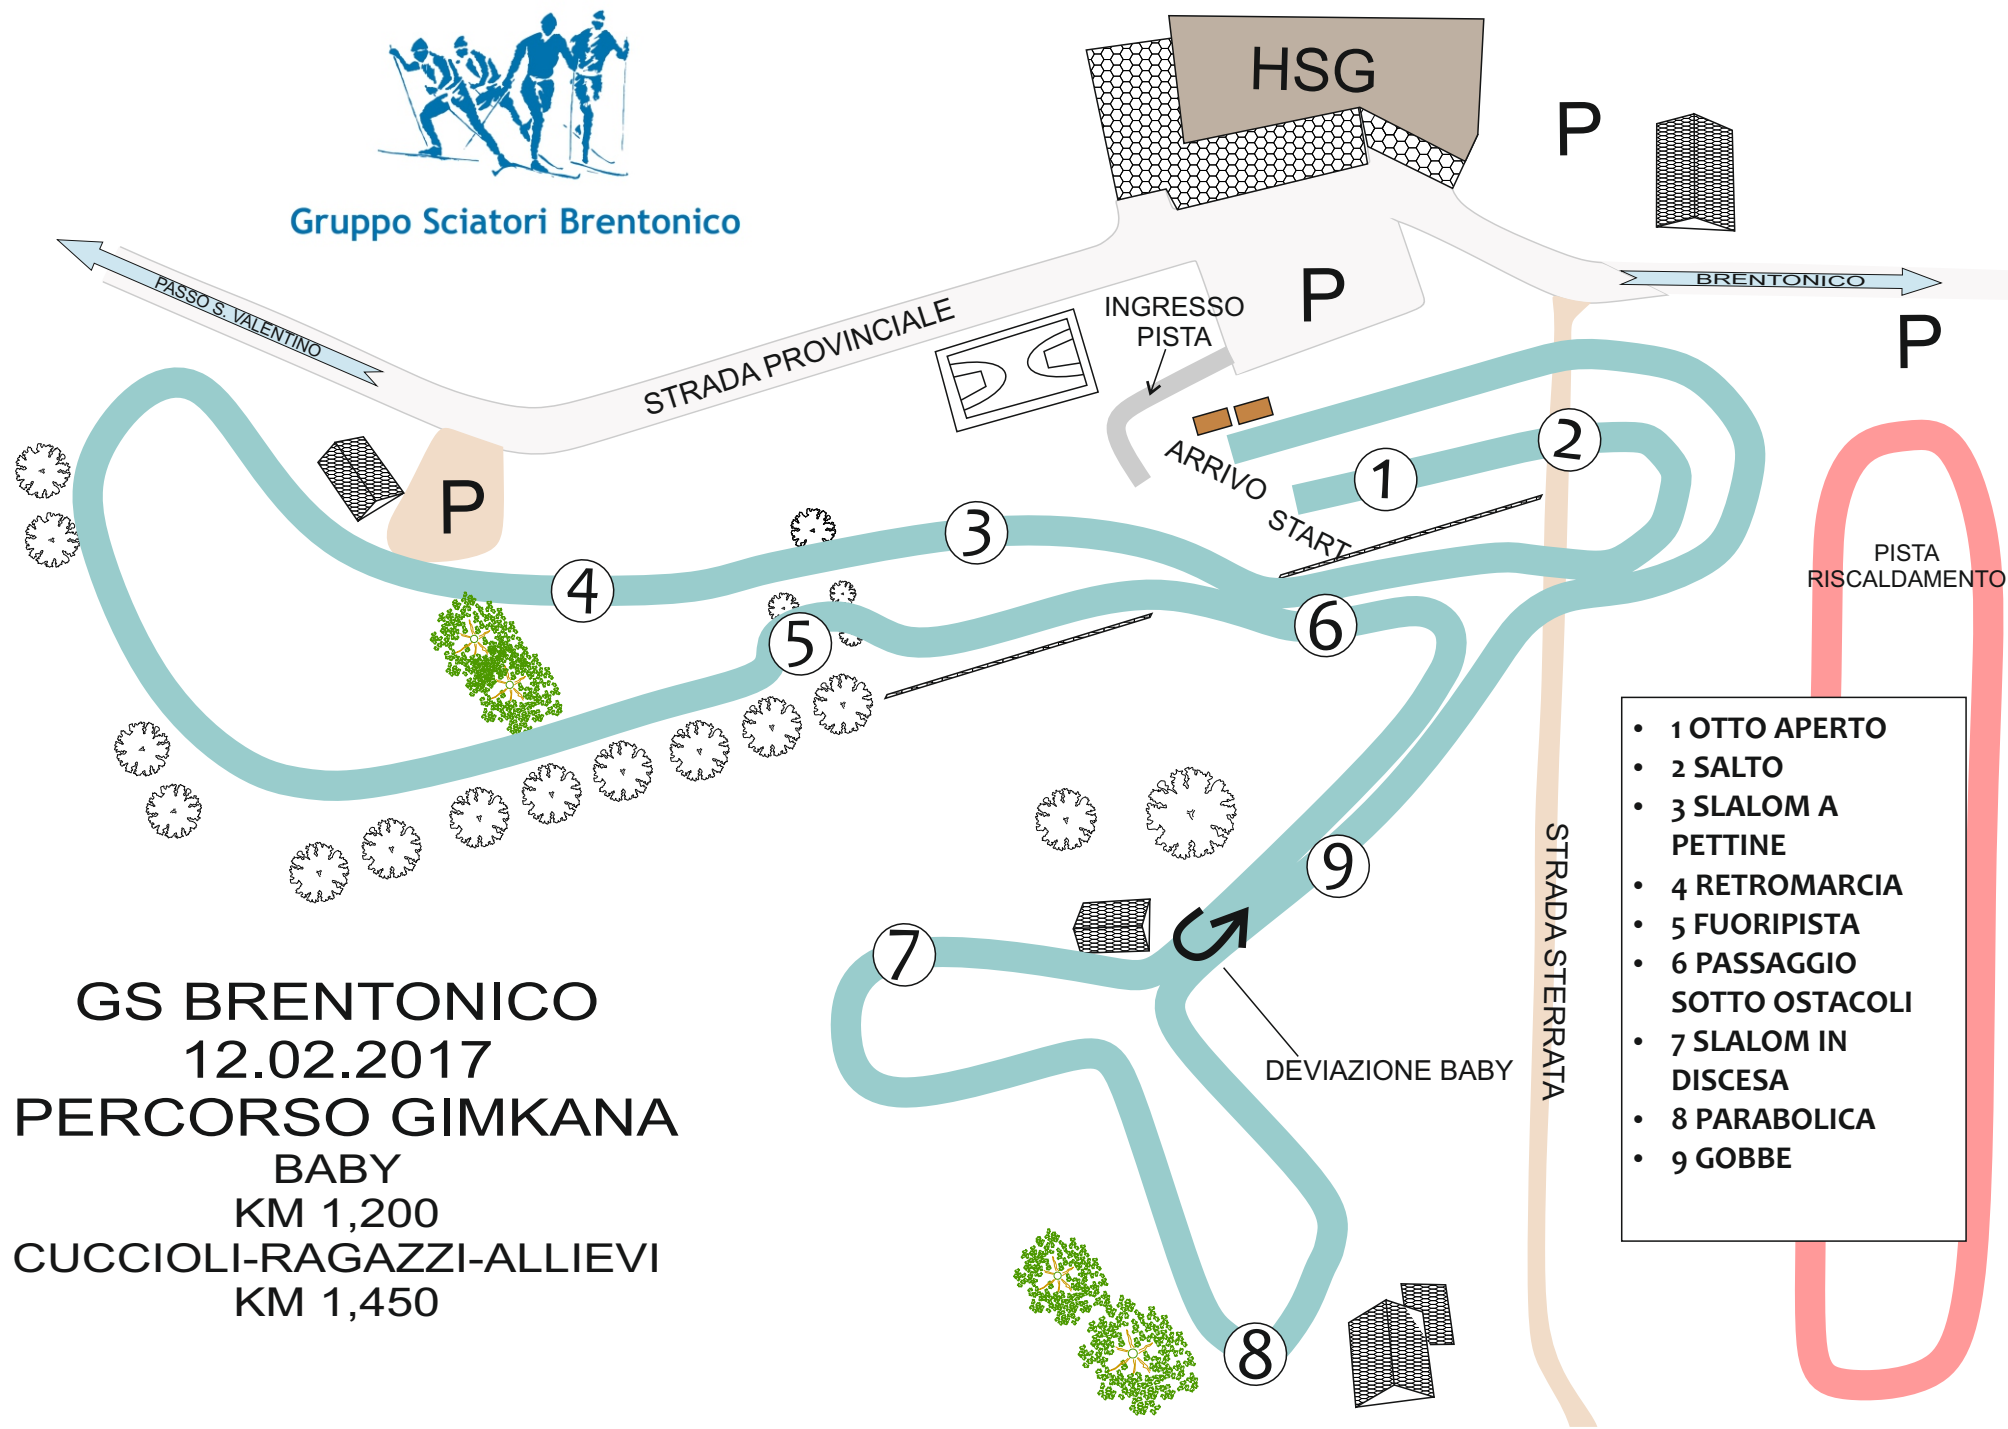 Gruppo Sciatori Brentonico
HSG
P
PASSO S. VALENTINO
BRENTONICO
STRADA PROVINCIALE
INGRESSO
PISTA
P
P
ARRIVO
START
1
2
3
4
P
5
6
PISTA
RISCALDAMENTO
7
8
9
STRADA STERRATA
DEVIAZIONE BABY
• 1 OTTO APERTO
• 2 SALTO
• 3 SLALOM A
PETTINE
• 4 RETROMARCIA
• 5 FUORIPISTA
• 6 PASSAGGIO
SOTTO OSTACOLI
• 7 SLALOM IN
DISCESA
• 8 PARABOLICA
• 9 GOBBE
GS BRENTONICO
12.02.2017
PERCORSO GIMKANA
BABY
KM 1,200
CUCCIOLI-RAGAZZI-ALLIEVI
KM 1,450